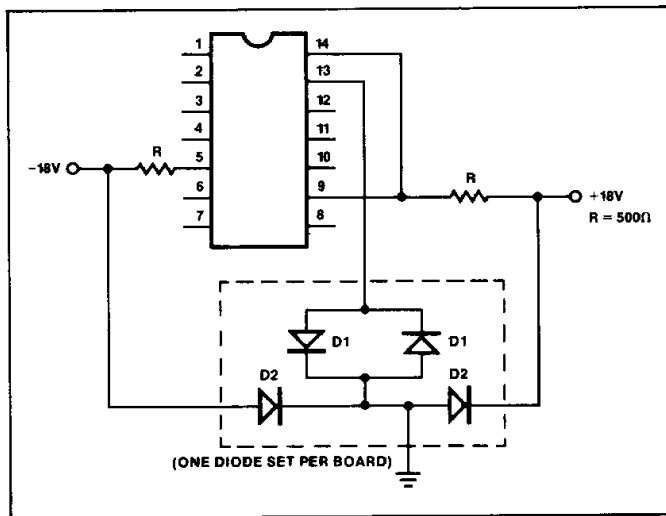 1 14
2 13
3 12
4 11
R
-18V 5 10 R
6 9 +18V
7 8 R = 500Ω
D1 D1
D2 D2
(ONE DIODE SET PER BOARD)